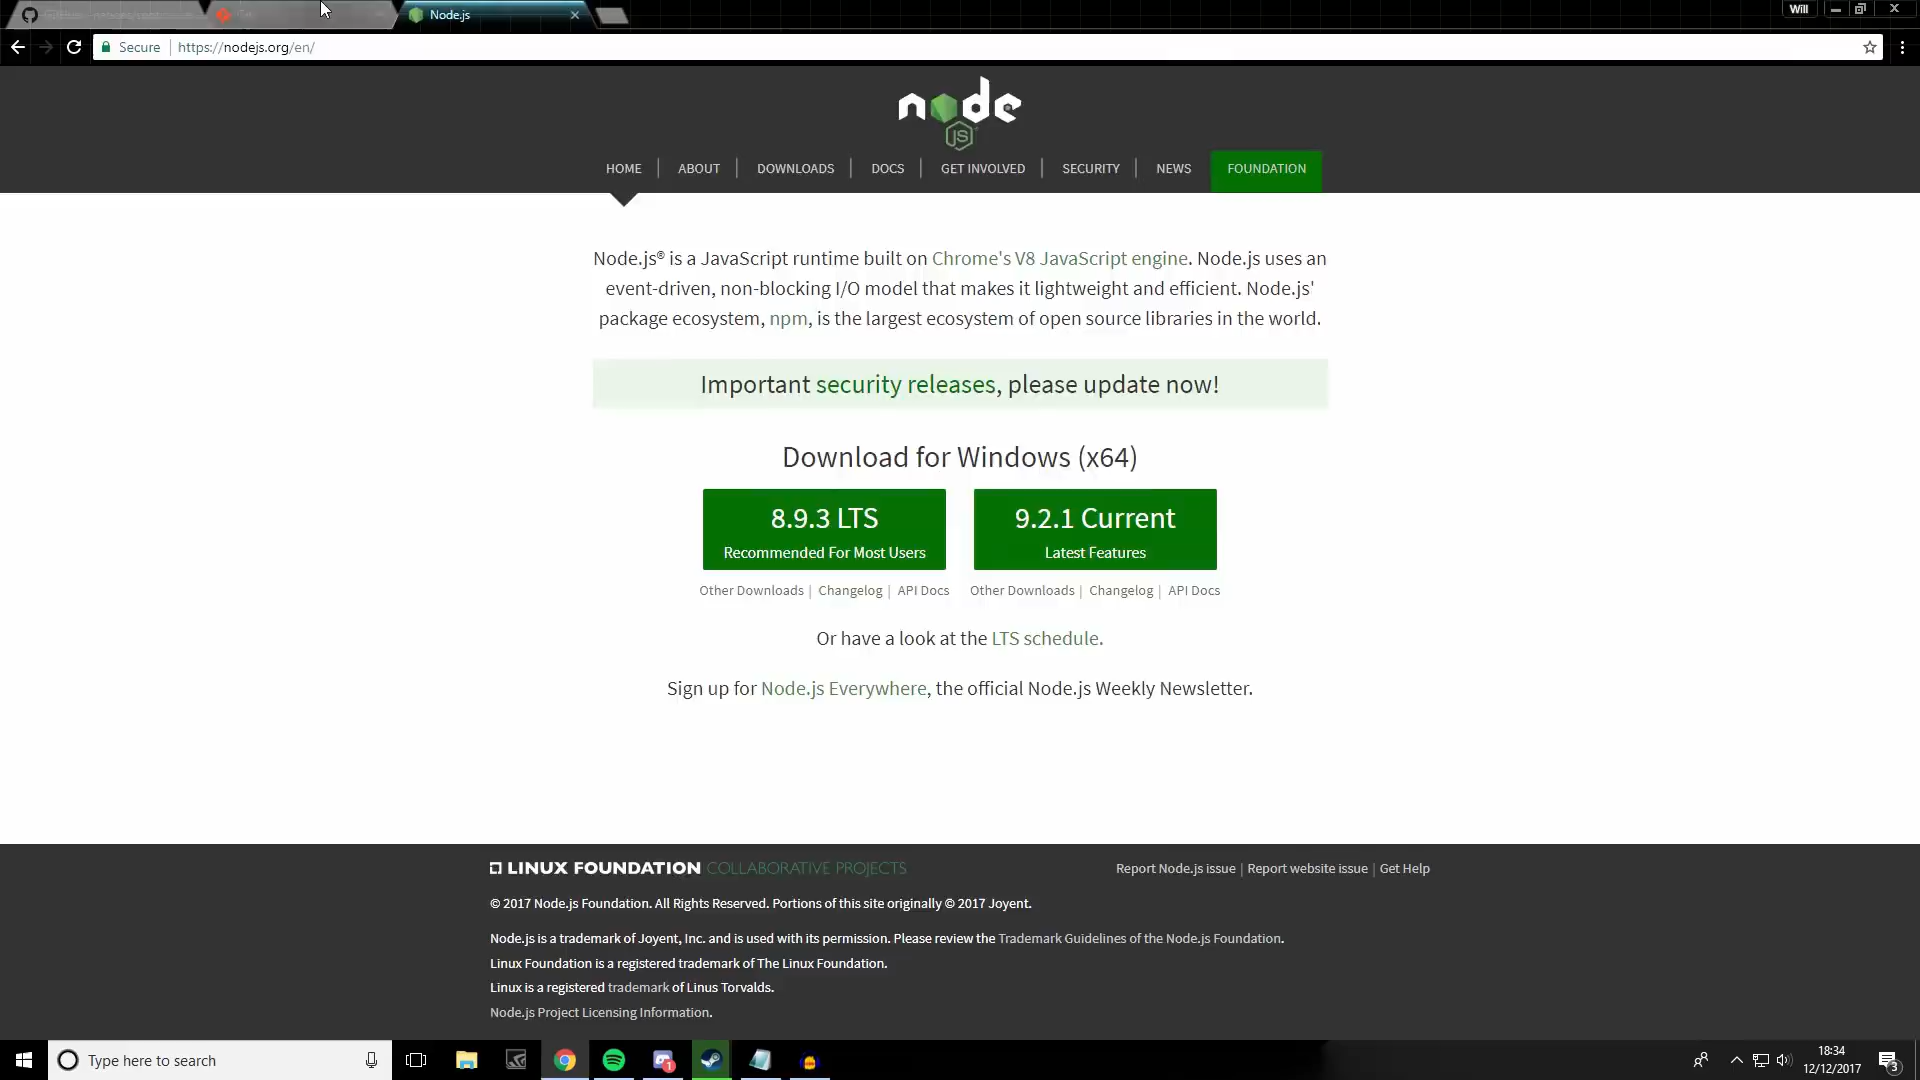 Node.js
Will
Secure
https://nodejs.org/en/
node
JS
HOME
ABOUT
DOWNLOADS
DOCS
GET INVOLVED
SECURITY
NEWS
FOUNDATION
Node.js® is a JavaScript runtime built on Chrome's V8 JavaScript engine. Node.js uses an
event-driven, non-blocking I/O model that makes it lightweight and efficient. Node.js'
package ecosystem, npm, is the largest ecosystem of open source libraries in the world.
Important security releases, please update now!
Download for Windows (x64)
8.9.3 LTS
Recommended For Most Users
9.2.1 Current
Latest Features
Other Downloads | Changelog | API Docs
Other Downloads | Changelog | API Docs
Or have a look at the LTS schedule.
Sign up for Node.js Everywhere, the official Node.js Weekly Newsletter.
LINUX FOUNDATION COLLABORATIVE PROJECTS
Report Node.js issue | Report website issue | Get Help
© 2017 Node.js Foundation. All Rights Reserved. Portions of this site originally © 2017 Joyent.
Node.js is a trademark of Joyent, Inc. and is used with its permission. Please review the Trademark Guidelines of the Node.js Foundation.
Linux Foundation is a registered trademark of The Linux Foundation.
Linux is a registered trademark of Linus Torvalds.
Node.js Project Licensing Information.
Type here to search
1
18:34
12/12/2017
3